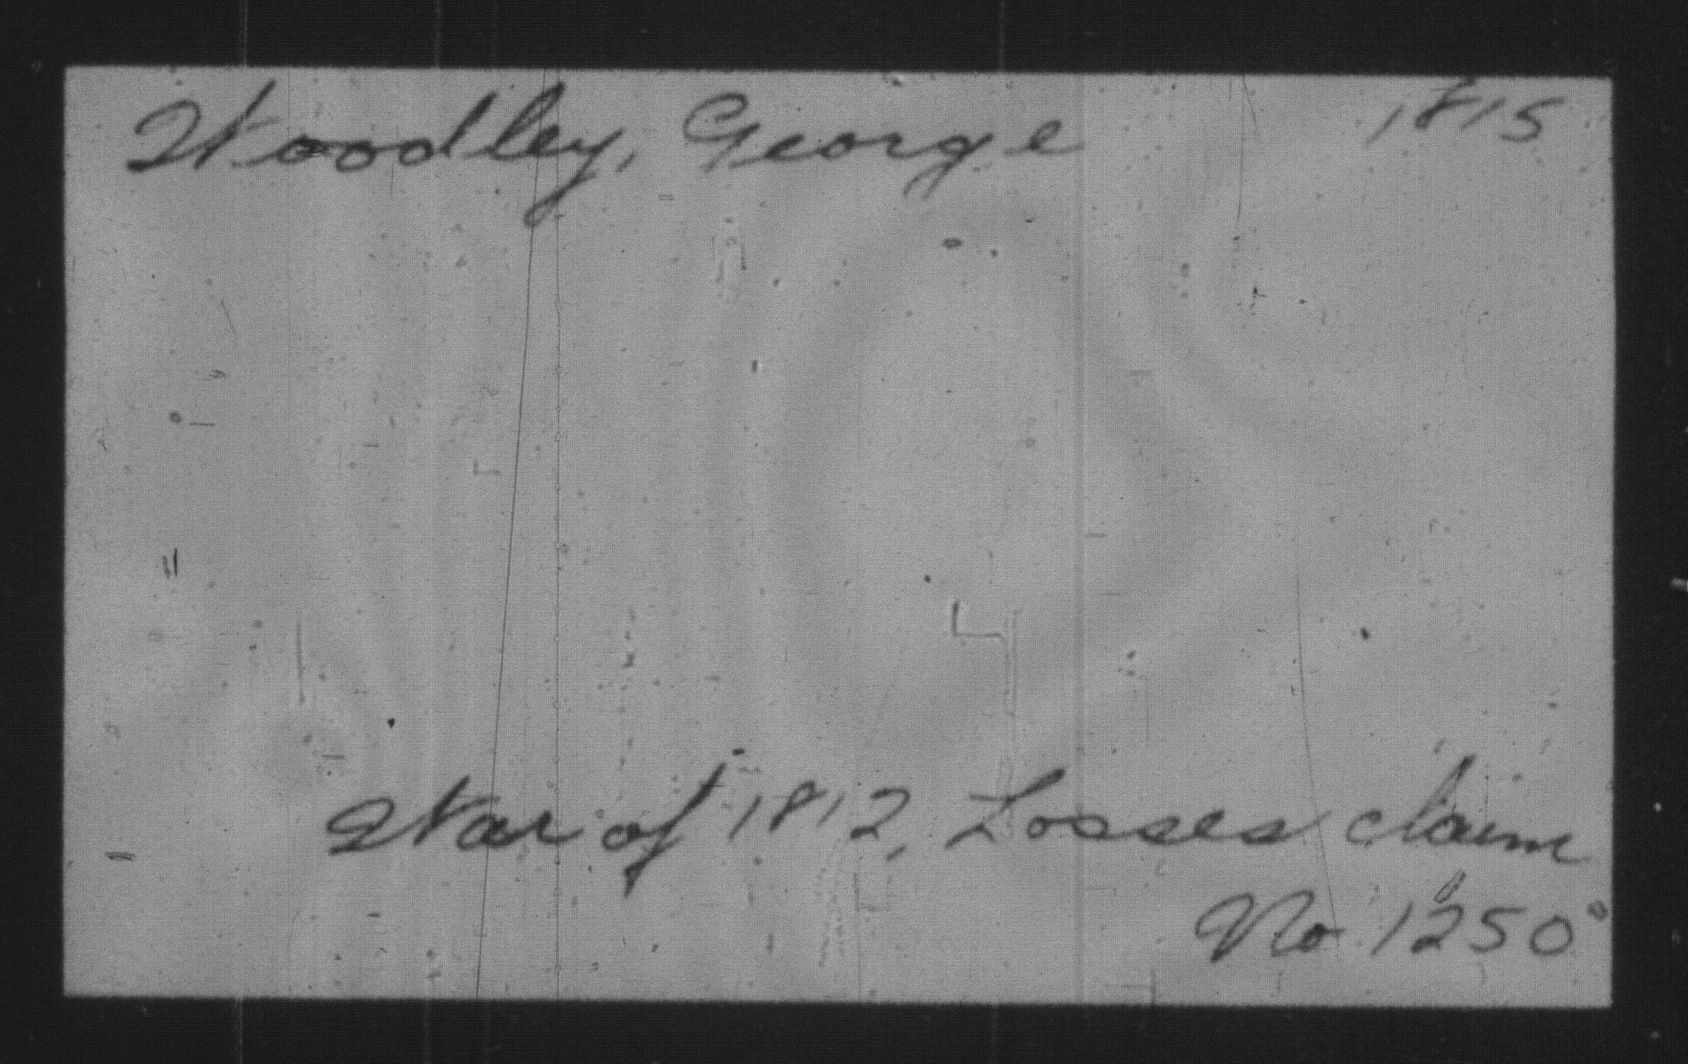 Woodley, George 1815
War of 1812, Losses claim
No 1250